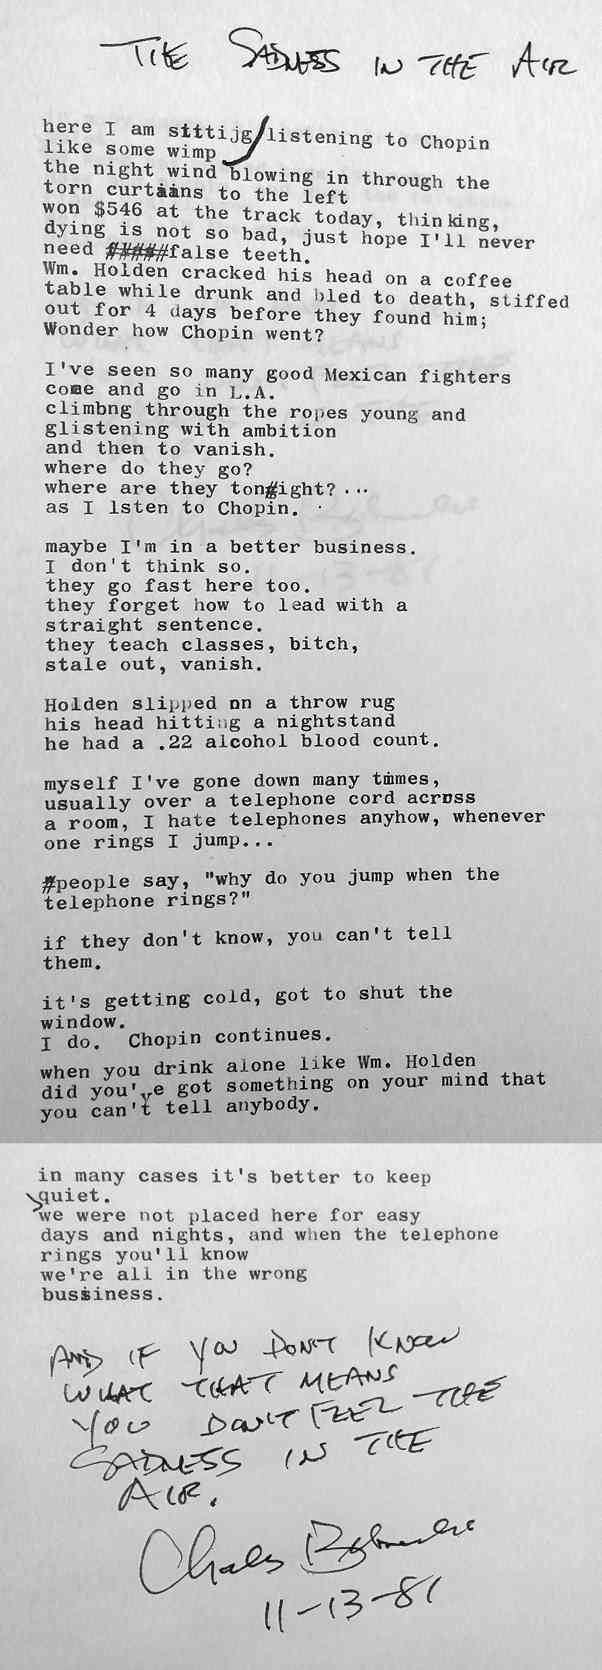 THE SADNESS IN THE AIR
here I am sittijg/listening to Chopin
like some wimp
the night wind blowing in through the
torn curtains to the left
won $546 at the track today, thinking,
dying is not so bad, just hope I'll never
need #####false teeth.
Wm. Holden cracked his head on a coffee
table while drunk and bled to death, stiffed
out for 4 days before they found him;
Wonder how Chopin went?
I've seen so many good Mexican fighters
come and go in L.A.
climbng through the ropes young and
glistening with ambition
and then to vanish.
where do they go?
where are they ton#ight? ...
as I lsten to Chopin.
maybe I'm in a better business.
I don't think so.
they go fast here too.
they forget how to lead with a
straight sentence.
they teach classes, bitch,
stale out, vanish.
Holden slipped on a throw rug
his head hitting a nightstand
he had a .22 alcohol blood count.
myself I've gone down many times,
usually over a telephone cord across
a room, I hate telephones anyhow, whenever
one rings I jump...
#people say, "why do you jump when the
telephone rings?"
if they don't know, you can't tell
them.
it's getting cold, got to shut the
window.
I do.  Chopin continues.
when you drink alone like Wm. Holden
did you've got something on your mind that
you can't tell anybody.
in many cases it's better to keep
quiet.
we were not placed here for easy
days and nights, and when the telephone
rings you'll know
we're all in the wrong
bussiness.
AND IF YOU DON'T KNOW
WHAT THAT MEANS
YOU DON'T FEEL THE
SADNESS IN THE
AIR.
Charles Bukowski
11-13-81